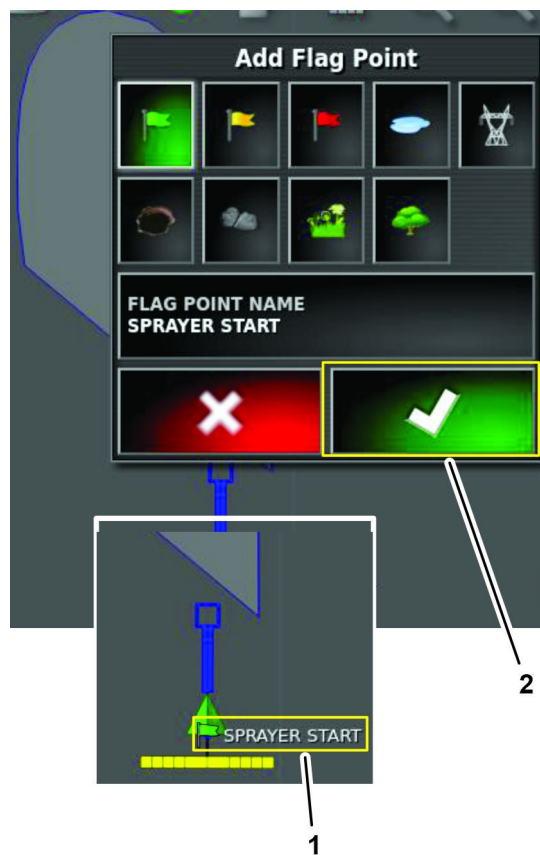 Add Flag Point
FLAG POINT NAME
SPRAYER START
2
SPRAYER START
1